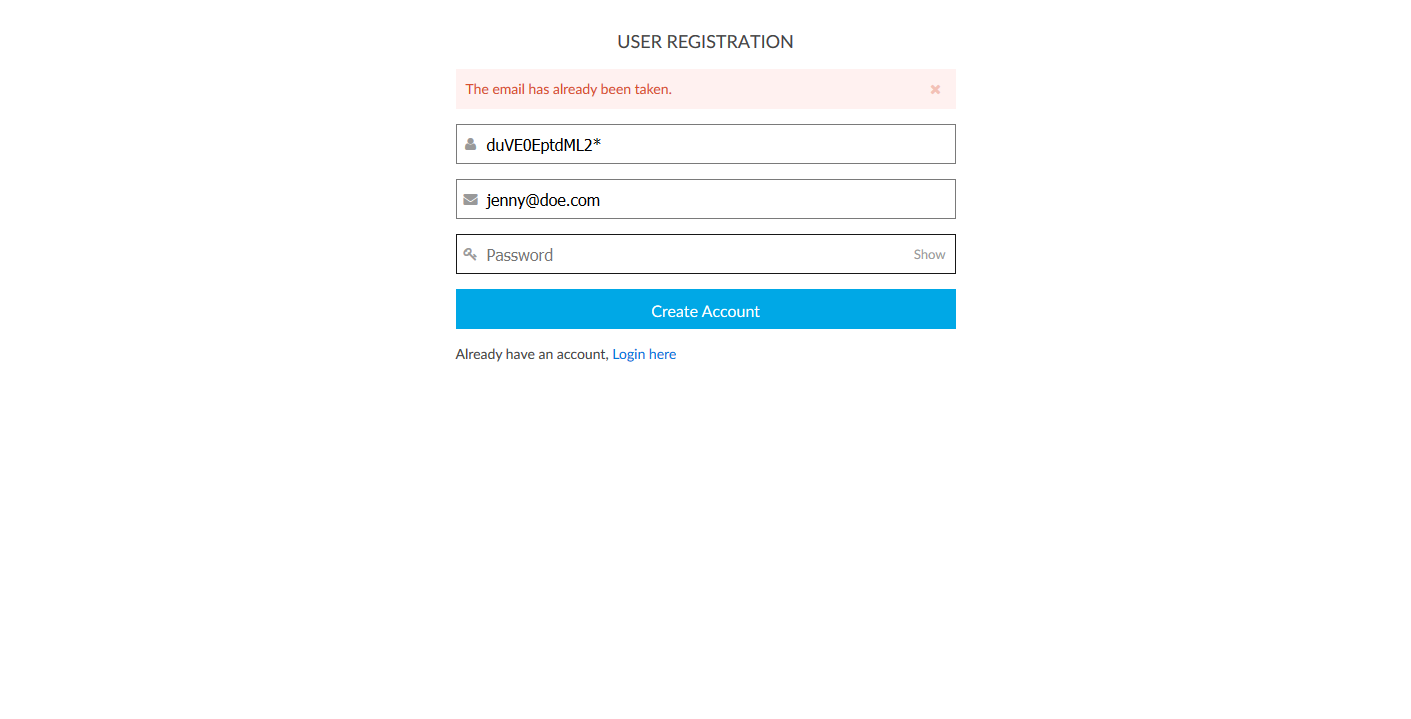 USER REGISTRATION
The email has already been taken.
duVE0EptdML2*
jenny@doe.com
Password Show
Create Account
Already have an account, Login here